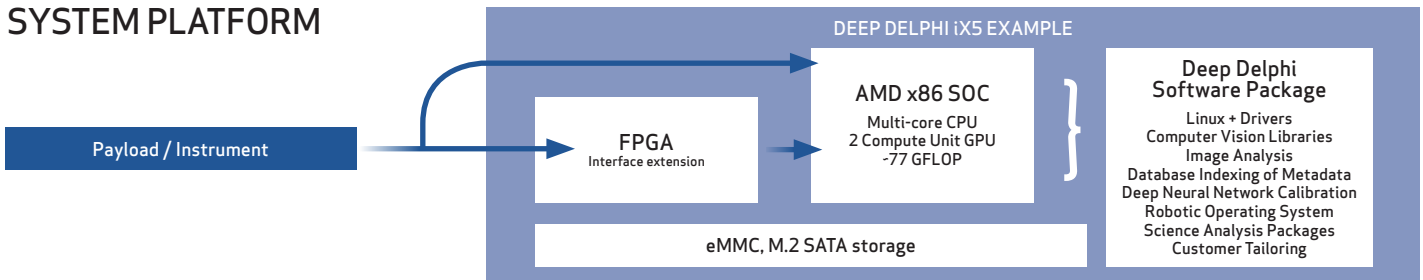 SYSTEM PLATFORM
DEEP DELPHI iX5 EXAMPLE
Payload / Instrument
FPGA
Interface extension
AMD x86 SOC
Multi-core CPU
2 Compute Unit GPU
~77 GFLOP
eMMC, M.2 SATA storage
Deep Delphi
Software Package
Linux + Drivers
Computer Vision Libraries
Image Analysis
Database Indexing of Metadata
Deep Neural Network Calibration
Robotic Operating System
Science Analysis Packages
Customer Tailoring